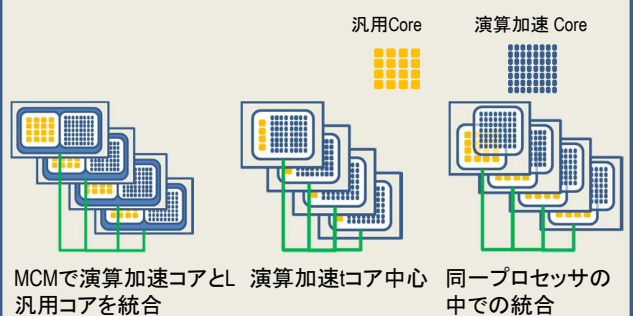 汎用Core
演算加速 Core
MCMで演算加速コアとL
汎用コアを統合
演算加速tコア中心
同一プロセッサの
中での統合